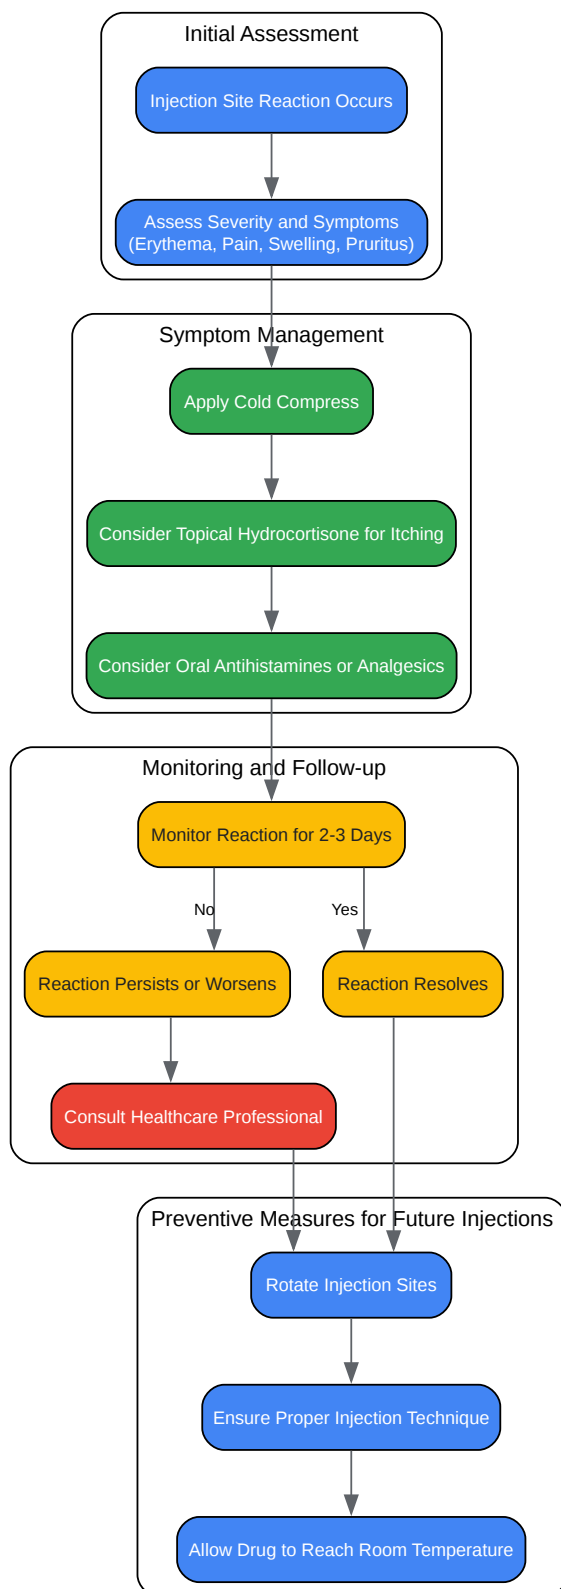 Initial Assessment
Injection Site Reaction Occurs
Assess Severity and Symptoms
(Erythema, Pain, Swelling, Pruritus)
Symptom Management
Apply Cold Compress
Consider Topical Hydrocortisone for Itching
Consider Oral Antihistamines or Analgesics
Monitoring and Follow-up
Monitor Reaction for 2-3 Days
No
Yes
Reaction Persists or Worsens
Reaction Resolves
Consult Healthcare Professional
Preventive Measures for Future Injections
Rotate Injection Sites
Ensure Proper Injection Technique
Allow Drug to Reach Room Temperature